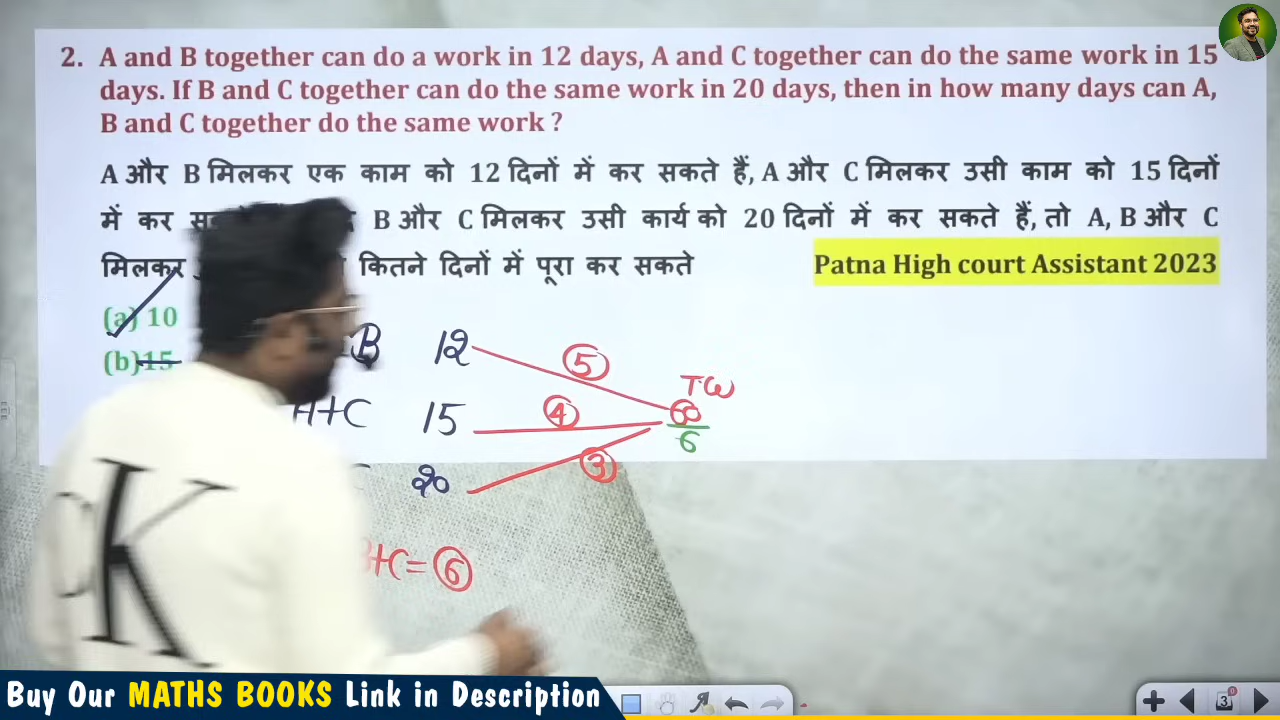 2. A and B together can do a work in 12 days, A and C together can do the same work in 15
days. If B and C together can do the same work in 20 days, then in how many days can A,
B and C together do the same work ?
A और B मिलकर एक काम को 12 दिनों में कर सकते हैं, A और C मिलकर उसी काम को 15 दिनों
में कर B और C मिलकर उसी कार्य को 20 दिनों में कर सकते हैं, तो A, B और C
मिलकर कितने दिनों में पूरा कर सकते
Patna High court Assistant 2023
(a) 10
(b) 15
B 12 5
T·W
A+C 15 4 60
6
20 3
B+C = 6
K
Buy Our MATHS BOOKS Link in Description
3